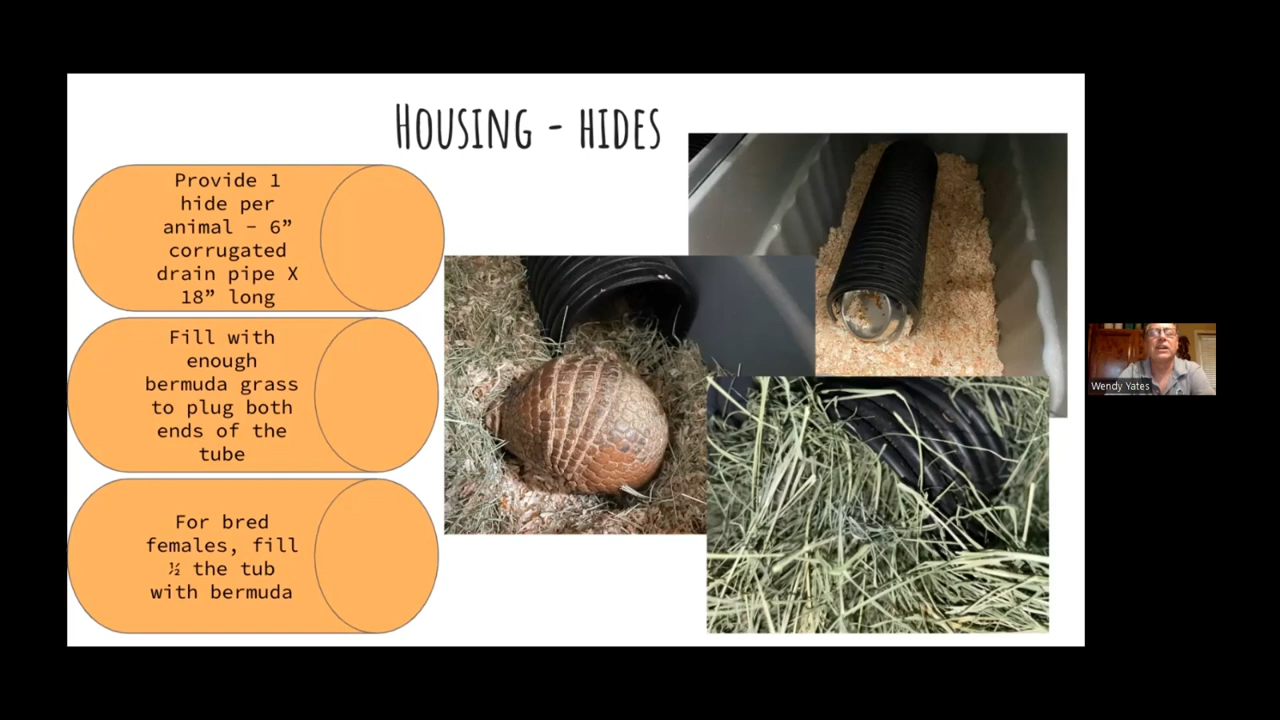 HOUSING - HIDES
Provide 1
hide per
animal – 6”
corrugated
drain pipe X
18” long
Fill with
enough
bermuda grass
to plug both
ends of the
tube
For bred
females, fill
½ the tub
with bermuda
Wendy Yates